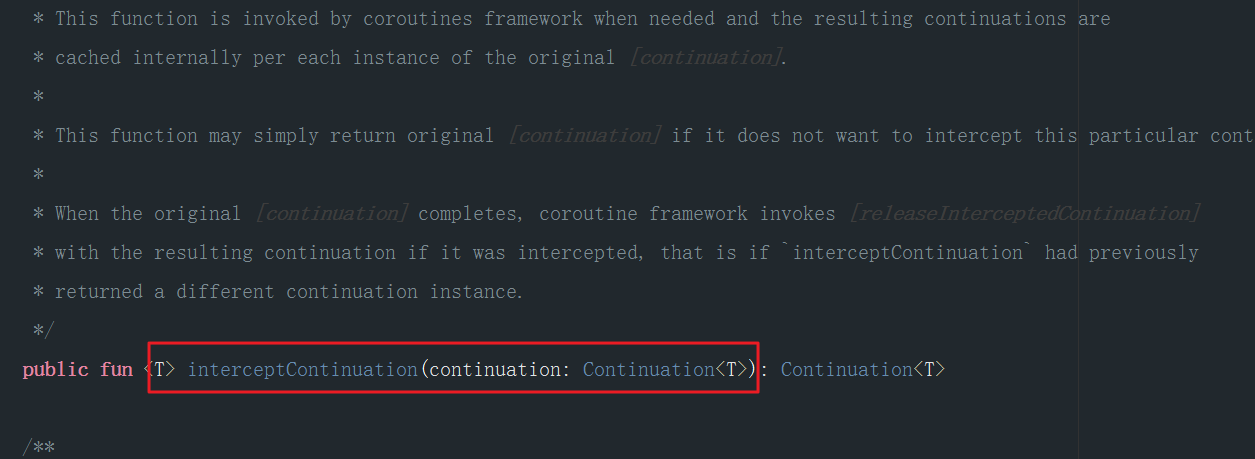 * This function is invoked by coroutines framework when needed and the resulting continuations are
* cached internally per each instance of the original [continuation].
*
* This function may simply return original [continuation] if it does not want to intercept this particular cont
*
* When the original [continuation] completes, coroutine framework invokes [releaseInterceptedContinuation]
* with the resulting continuation if it was intercepted, that is if `interceptContinuation` had previously
* returned a different continuation instance.
*/
public fun <T> interceptContinuation(continuation: Continuation<T>): Continuation<T>
/**